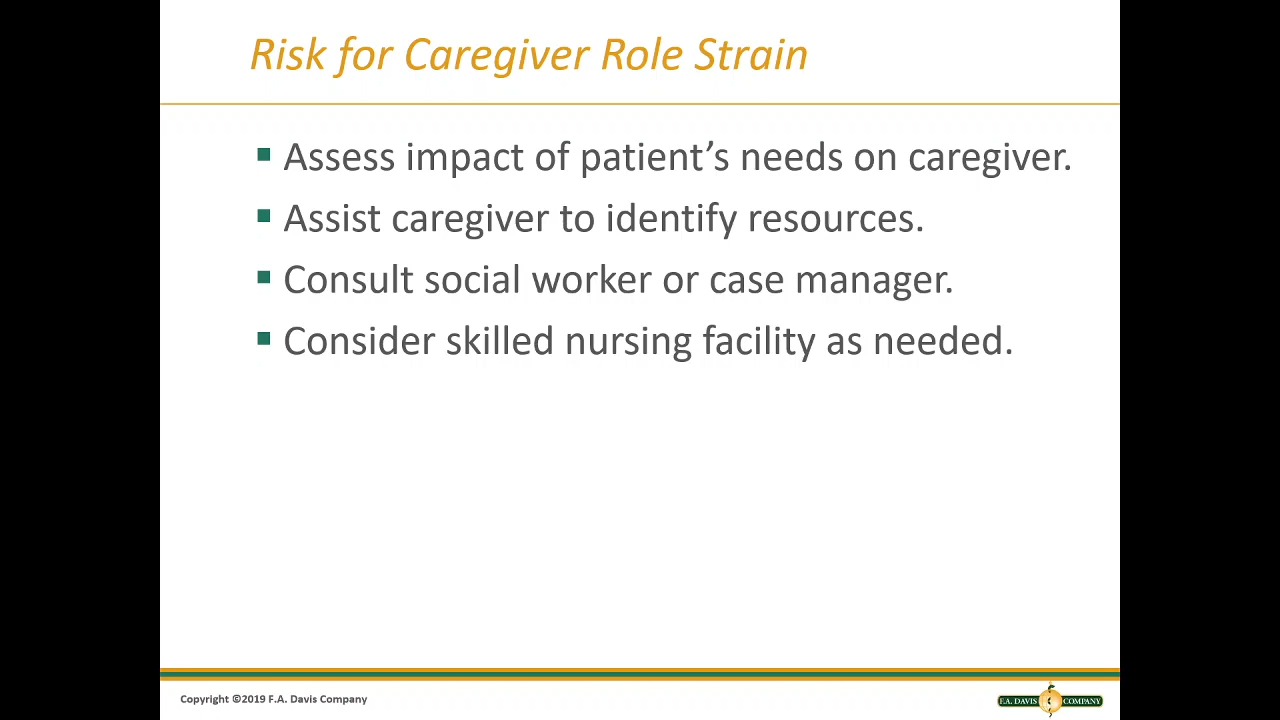 Risk for Caregiver Role Strain
▪ Assess impact of patient’s needs on caregiver.
▪ Assist caregiver to identify resources.
▪ Consult social worker or case manager.
▪ Consider skilled nursing facility as needed.
Copyright ©2019 F.A. Davis Company
F.A. DAVIS COMPANY